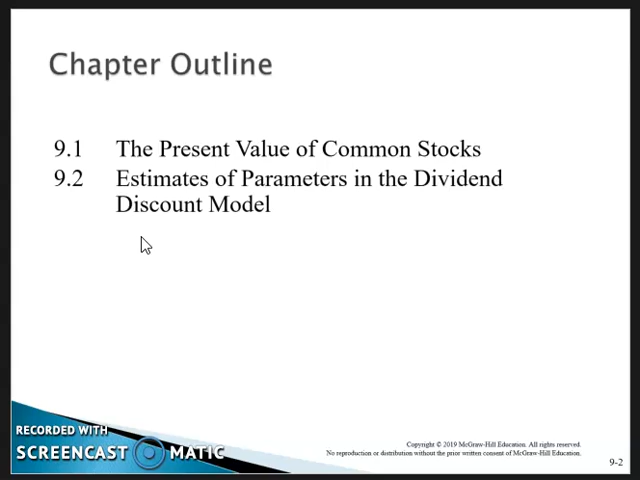 Chapter Outline
9.1 The Present Value of Common Stocks
9.2 Estimates of Parameters in the Dividend
Discount Model
RECORDED WITH
SCREENCAST MATIC
Copyright © 2019 McGraw-Hill Education. All rights reserved.
No reproduction or distribution without the prior written consent of McGraw-Hill Education.
9-2